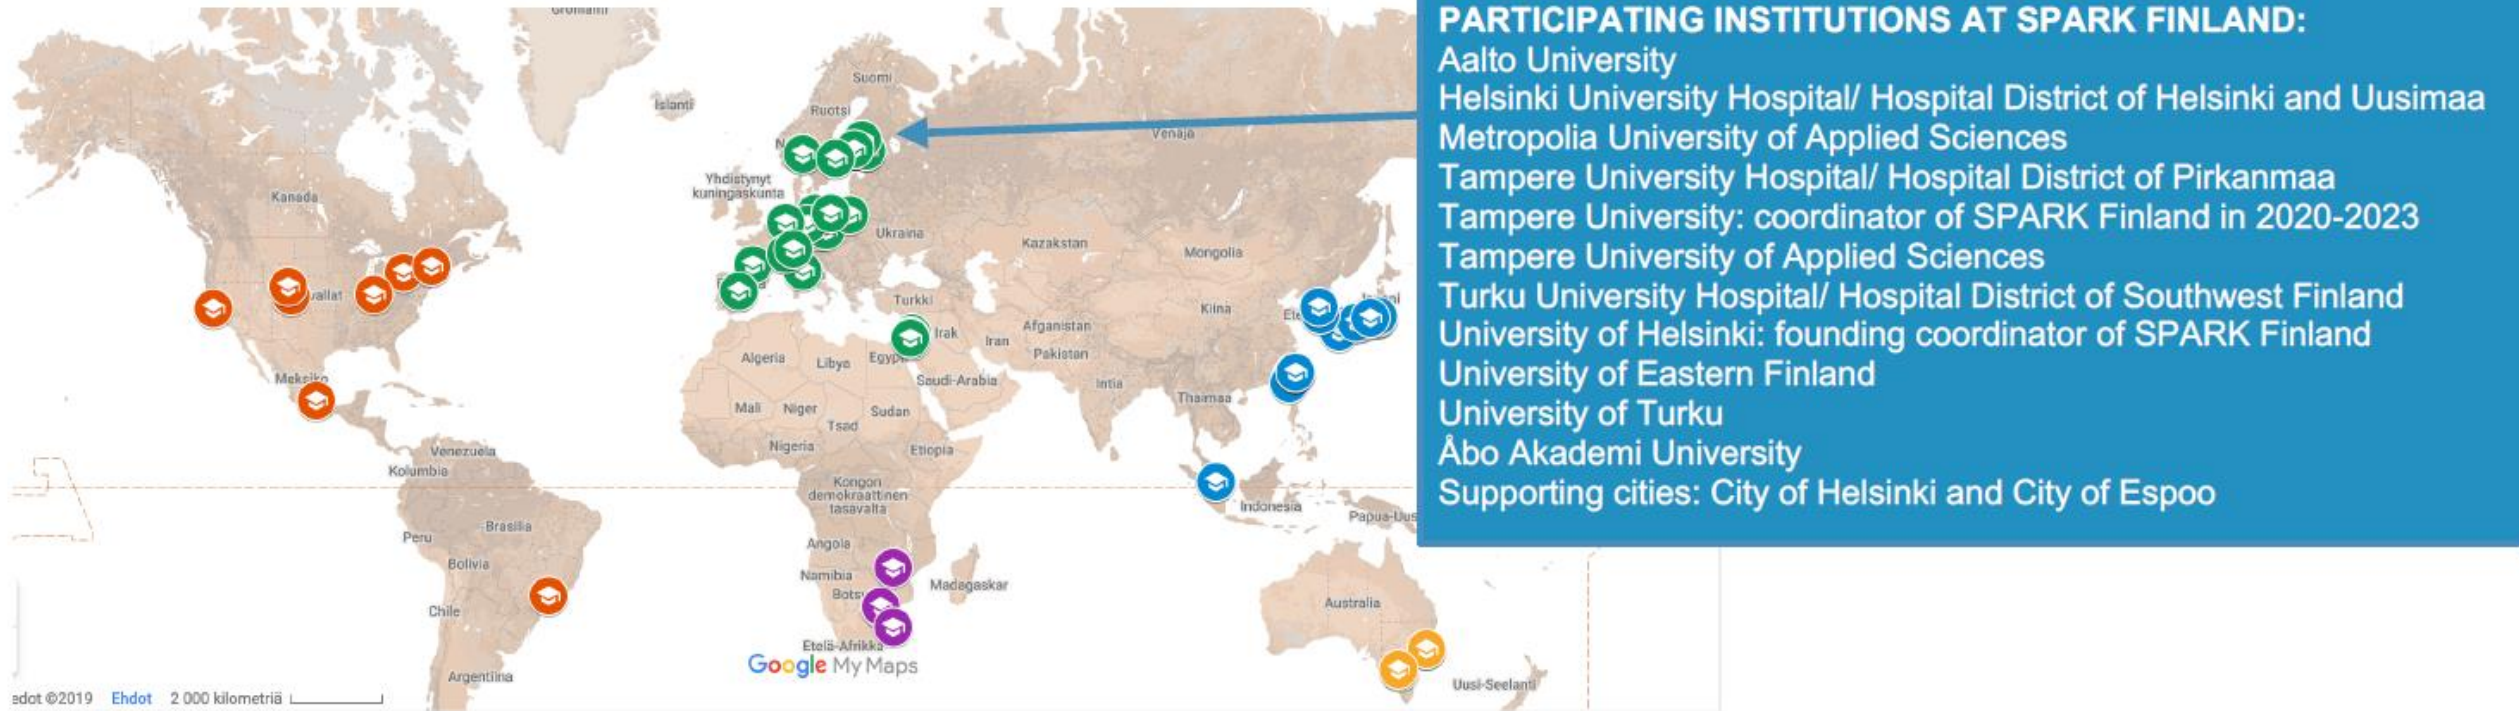 PARTICIPATING INSTITUTIONS AT SPARK FINLAND:
Aalto University
Helsinki University Hospital/ Hospital District of Helsinki and Uusimaa
Metropolia University of Applied Sciences
Tampere University Hospital/ Hospital District of Pirkanmaa
Tampere University: coordinator of SPARK Finland in 2020-2023
Tampere University of Applied Sciences
Turku University Hospital/ Hospital District of Southwest Finland
University of Helsinki: founding coordinator of SPARK Finland
University of Eastern Finland
University of Turku
Åbo Akademi University
Supporting cities: City of Helsinki and City of Espoo
Suomi
Islanti
Ruotsi
Venäjä
Yhdistynyt
kuningaskunta
Kanada
Ukraina
Kazakstan
Mongolia
Turkki
Kiina
Irak
Iran
Afganistan
Pakistan
Algeria
Libya
Saudi-Arabia
Intia
Thaimaa
Meksiko
Mali
Niger
Sudan
Tsad
Nigeria
Etiopia
Venezuela
Kolumbia
Kongon
demokraattinen
tasavalta
Indonesia
Brasilia
Peru
Angola
Bolivia
Namibia
Madagaskar
Chile
Australia
Etelä-Afrikka
Google My Maps
Argentiina
Uusi-Seelanti
©2019 Ehdot 2 000 kilometriä